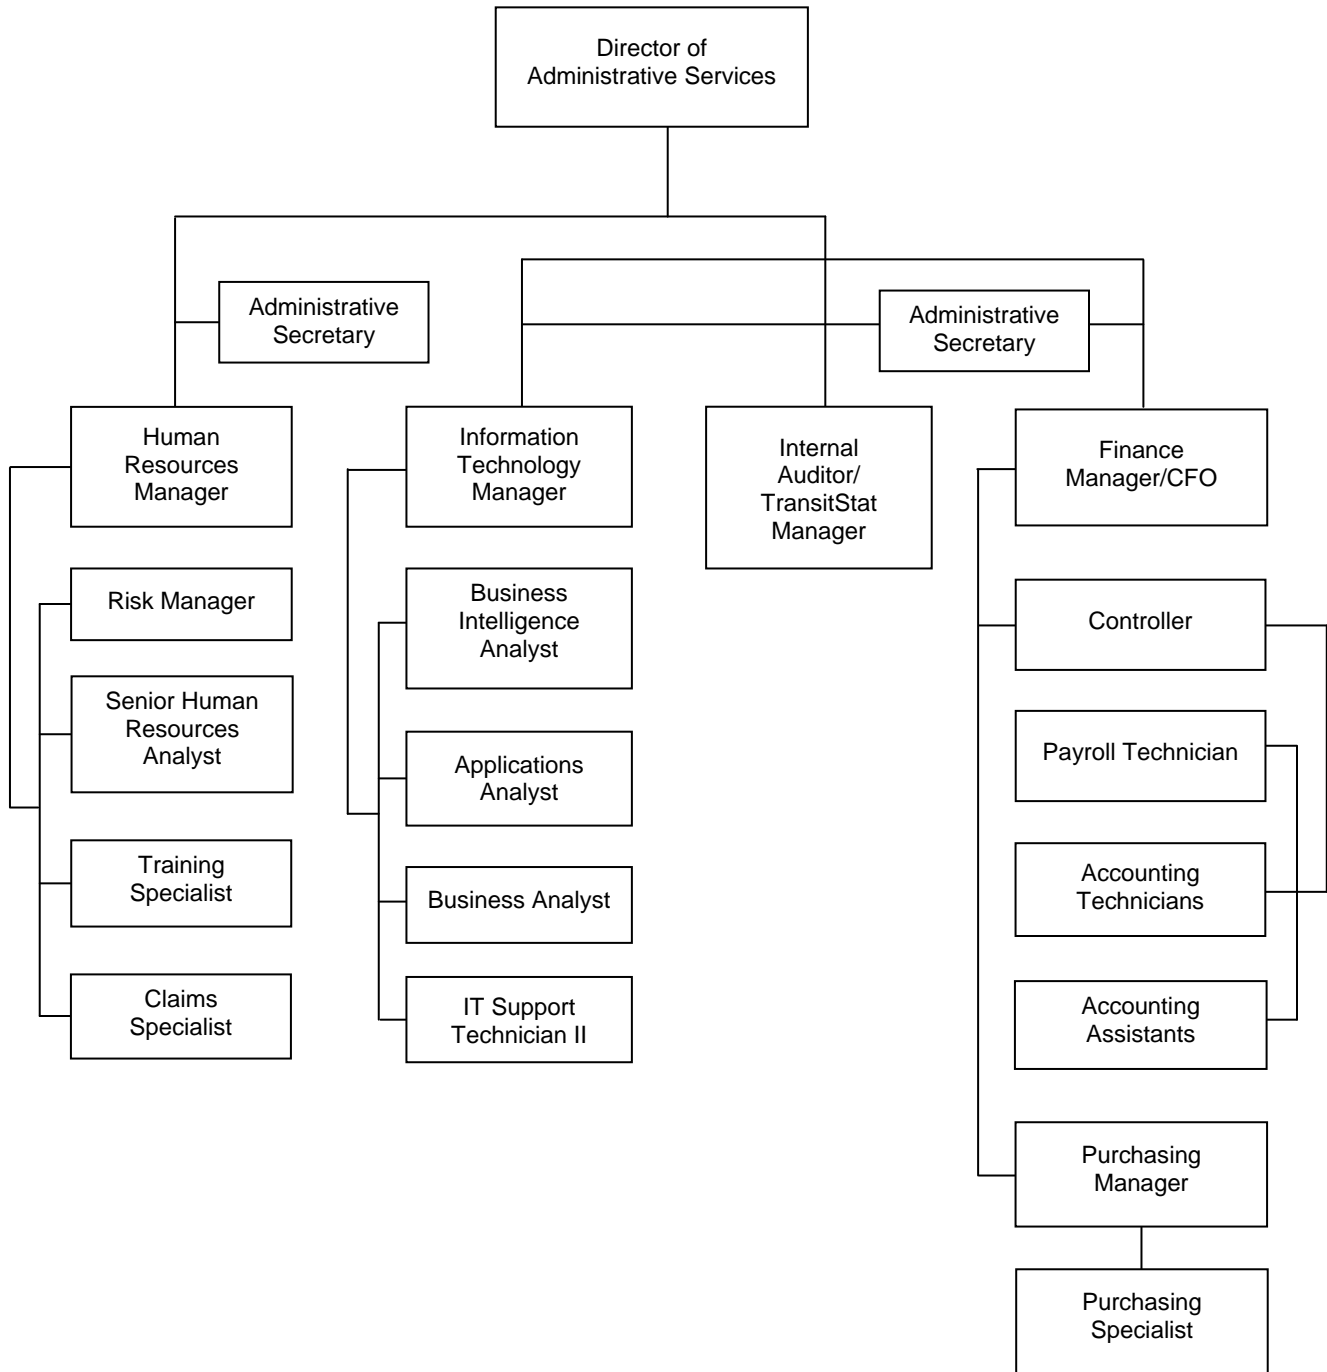 Director of
Administrative Services
Administrative
Secretary
Administrative
Secretary
Human
Resources
Manager
Information
Technology
Manager
Internal
Auditor/
TransitStat
Manager
Finance
Manager/CFO
Risk Manager
Senior Human
Resources
Analyst
Training
Specialist
Claims
Specialist
Business
Intelligence
Analyst
Applications
Analyst
Business Analyst
IT Support
Technician II
Controller
Payroll Technician
Accounting
Technicians
Accounting
Assistants
Purchasing
Manager
Purchasing
Specialist